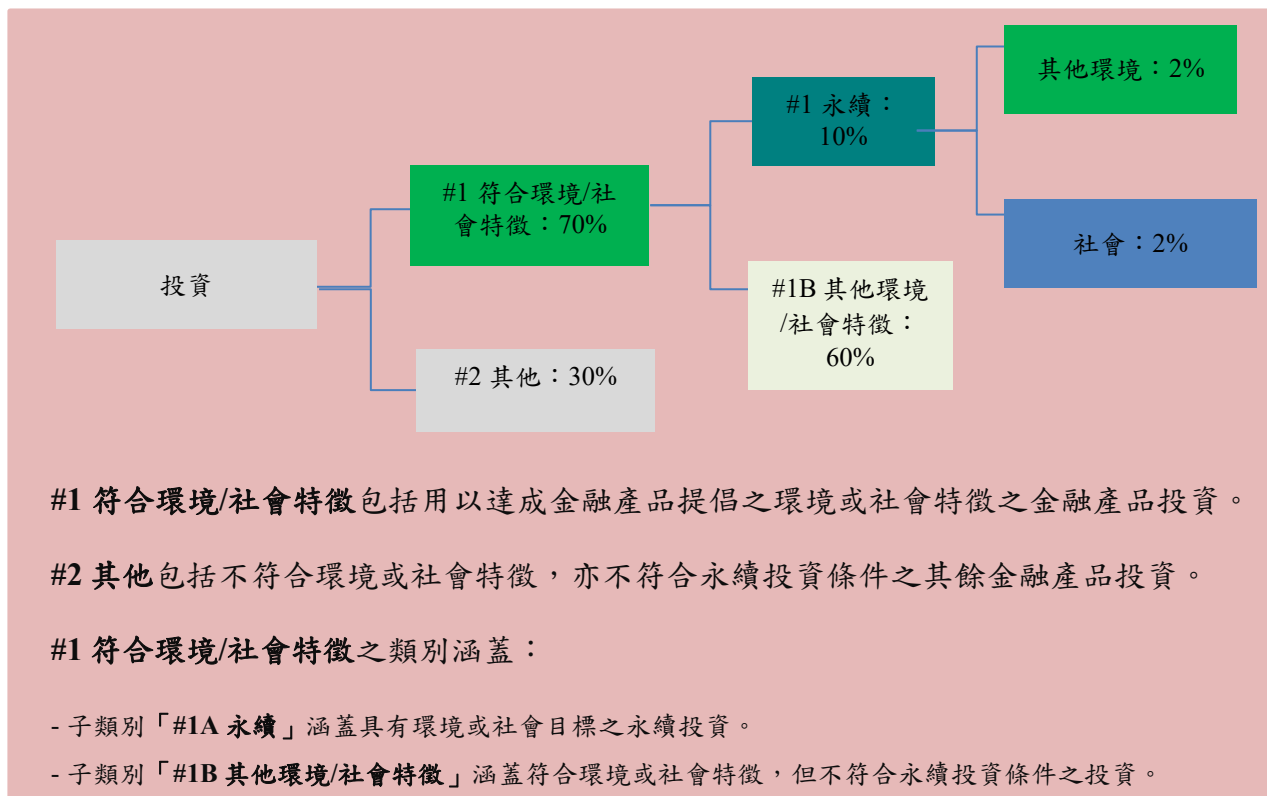 其他環境：2%
#1 永續：
10%
#1 符合環境/社
會特徵：70%
社會：2%
投資
#1B 其他環境
/社會特徵：
60%
#2 其他：30%
#1 符合環境/社會特徵包括用以達成金融產品提倡之環境或社會特徵之金融產品投資。
#2 其他包括不符合環境或社會特徵，亦不符合永續投資條件之其餘金融產品投資。
#1 符合環境/社會特徵之類別涵蓋：
- 子類別「#1A 永續」涵蓋具有環境或社會目標之永續投資。
- 子類別「#1B 其他環境/社會特徵」涵蓋符合環境或社會特徵，但不符合永續投資條件之投資。